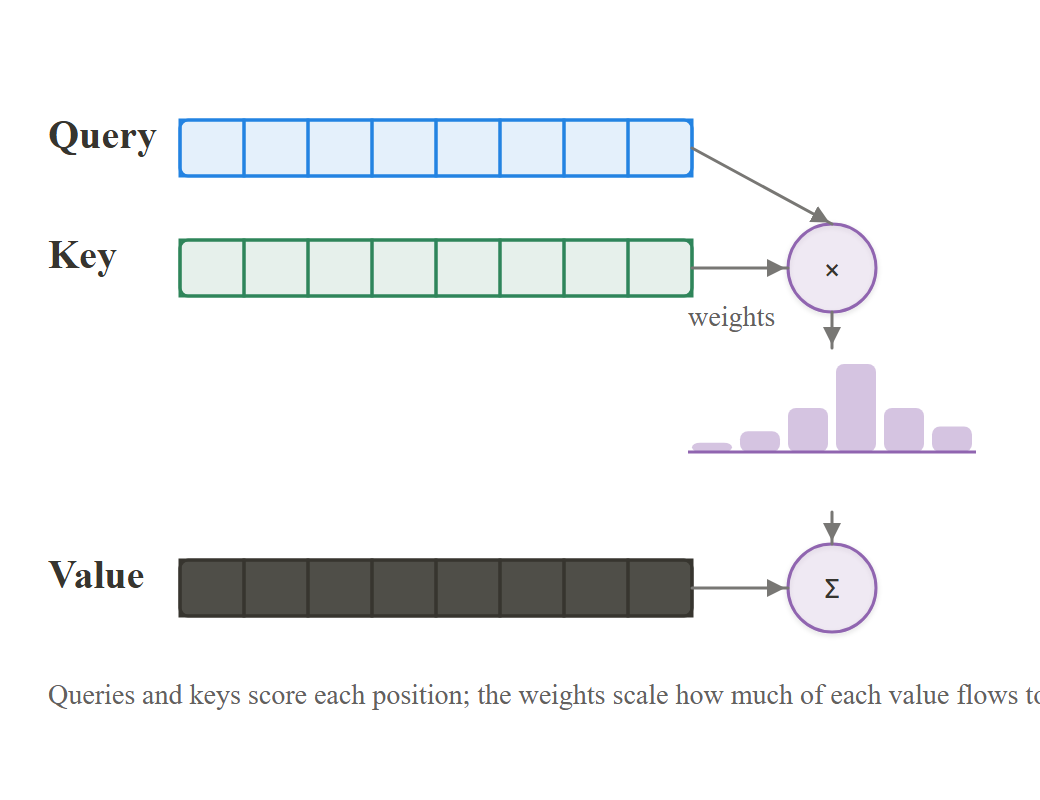 Query
Key
×
weights
Value
Σ
Queries and keys score each position; the weights scale how much of each value flows